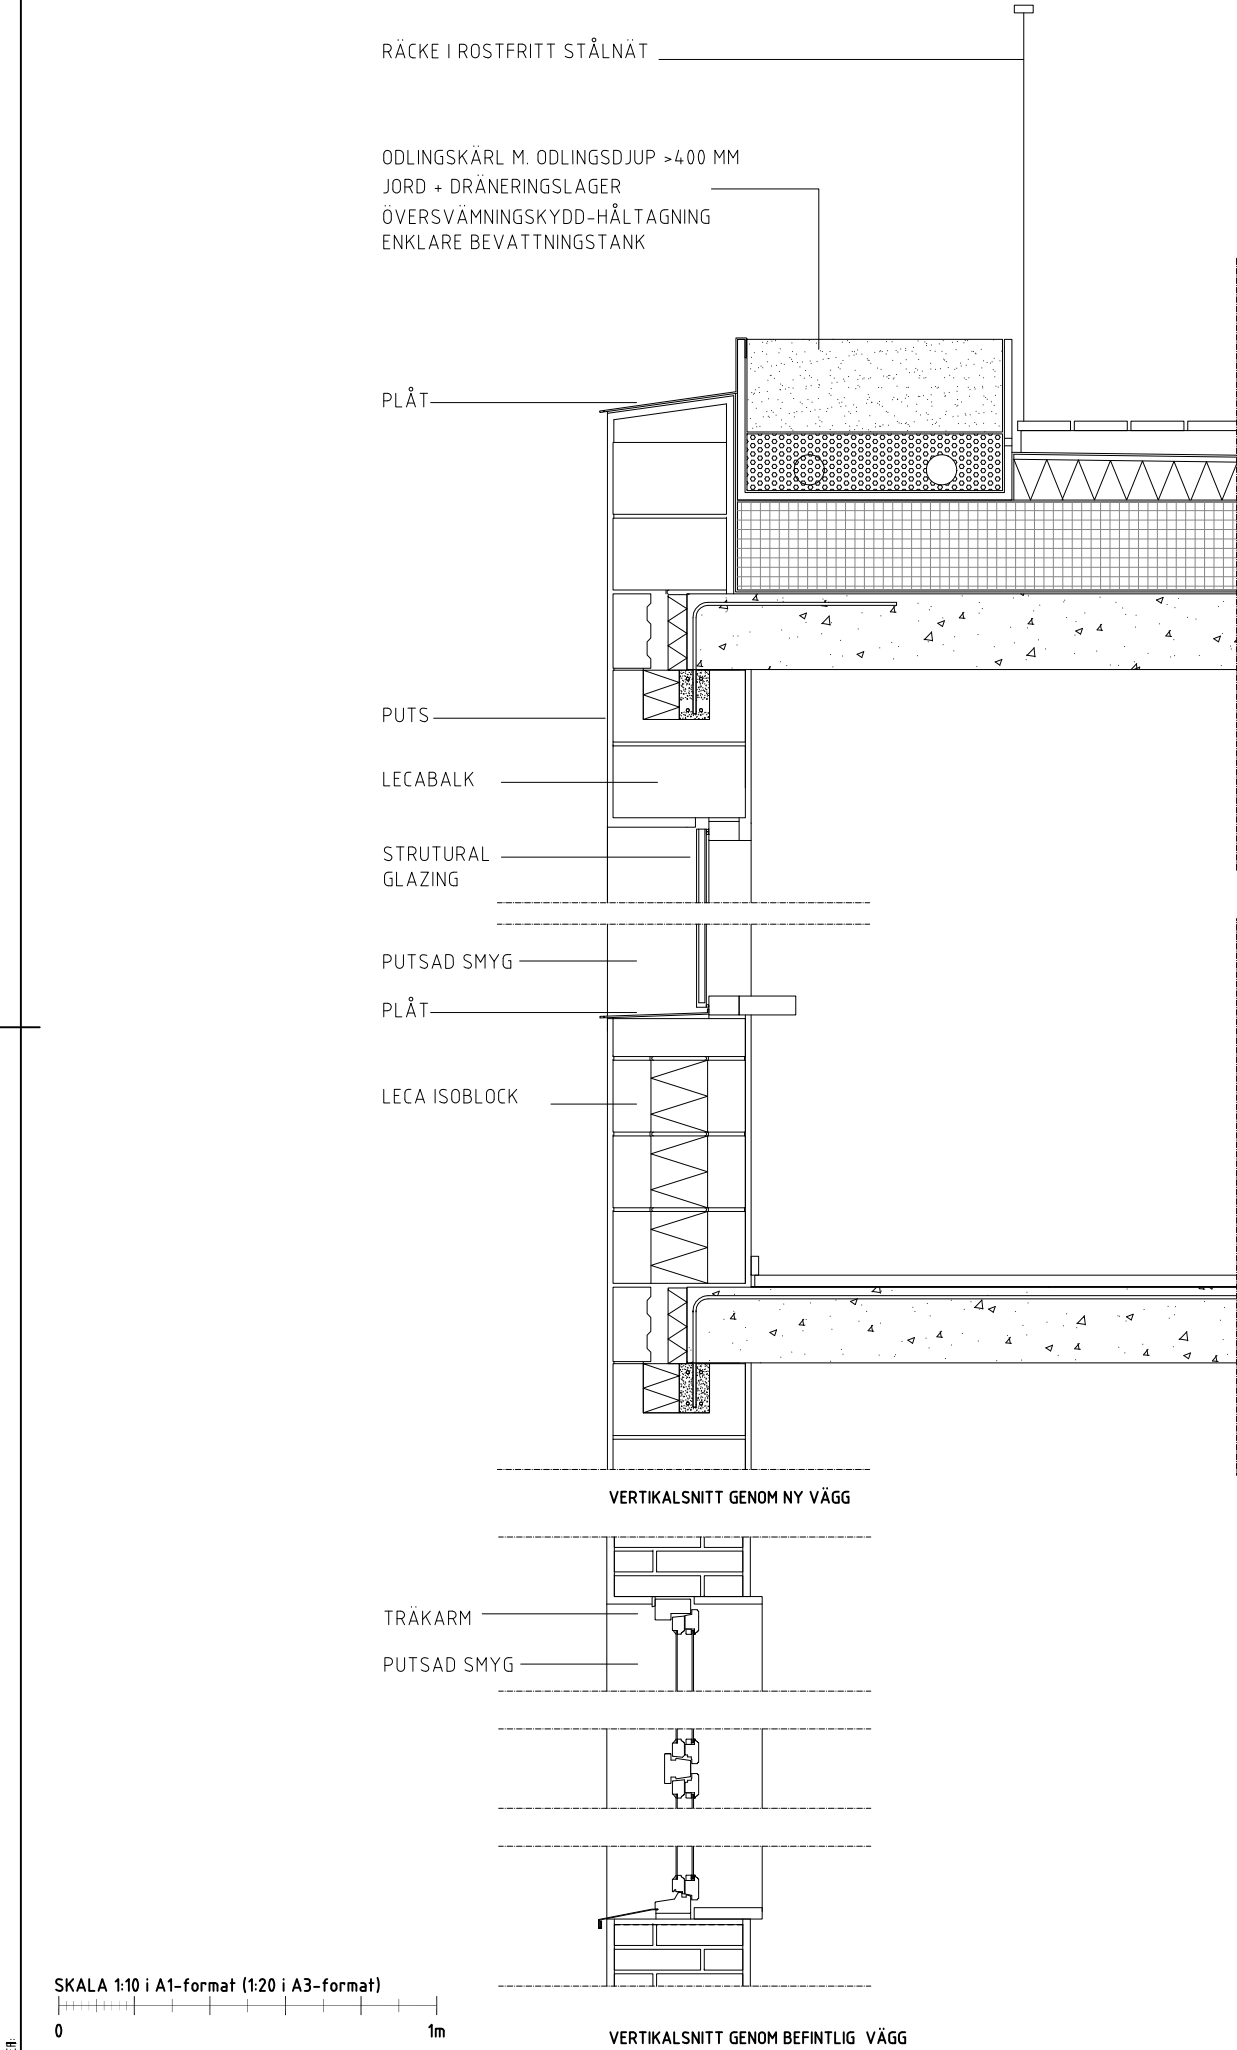 RÄCKE I ROSTFRITT STÅLNÄT
ODLINGSKÄRL M. ODLINGSDJUP >400 MM
JORD + DRÄNERINGSLAGER
ÖVERSVÄMNINGSKYDD-HÅLTAGNING
ENKLARE BEVATTNINGSTANK
PLÅT
PUTS
LECABALK
STRUTURAL
GLAZING
PUTSAD SMYG
PLÅT
LECA ISOBLOCK
VERTIKALSNITT GENOM NY VÄGG
TRÄKARM
PUTSAD SMYG
SKALA 1:10 i A1-format (1:20 i A3-format)
0 1m
VERTIKALSNITT GENOM BEFINTLIG VÄGG